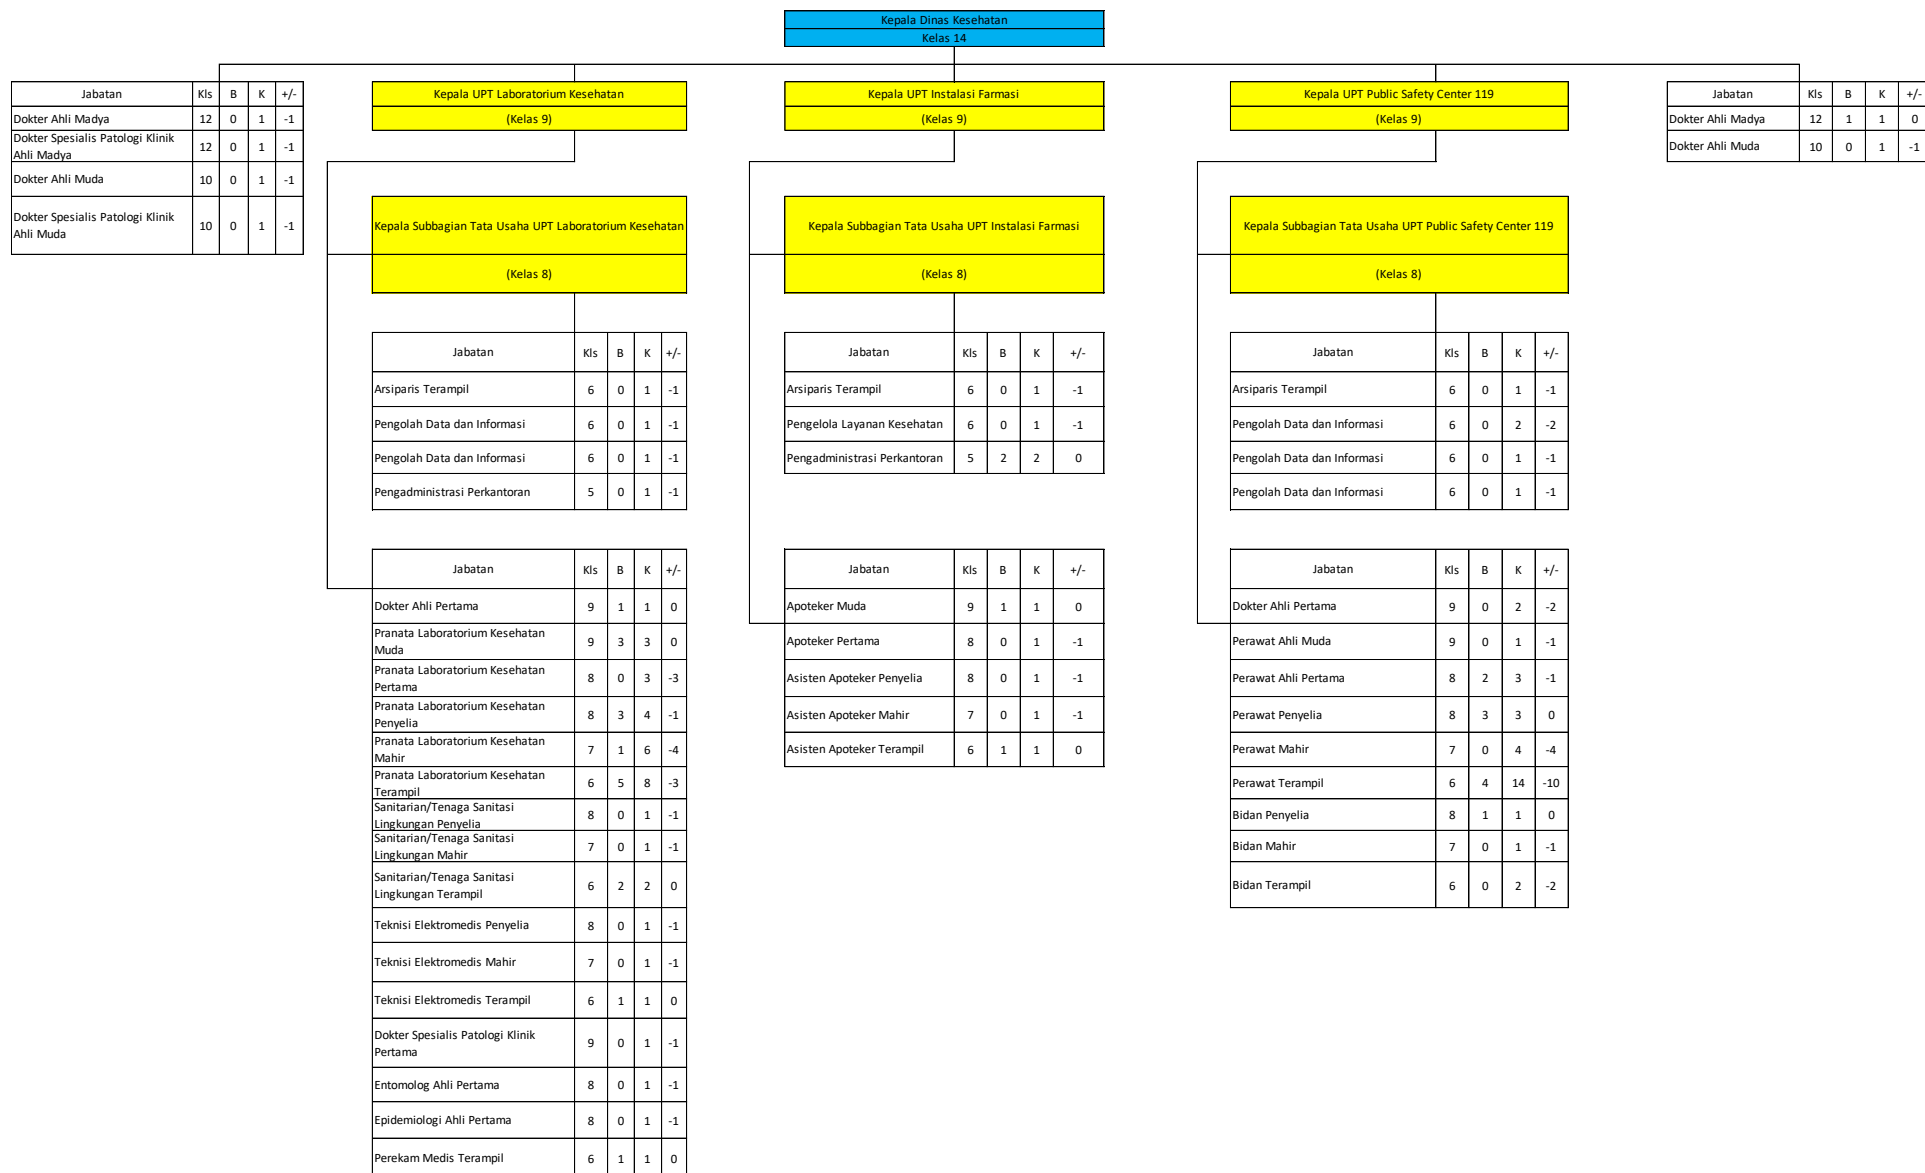 Kepala Dinas Kesehatan
Kelas 14
Jabatan Kls B K +/-
Dokter Ahli Madya 12 0 1 -1
Dokter Spesialis Patologi Klinik
Ahli Madya 12 0 1 -1
Dokter Ahli Muda 10 0 1 -1
Dokter Spesialis Patologi Klinik
Ahli Muda 10 0 1 -1
Kepala UPT Laboratorium Kesehatan
(Kelas 9)
Kepala Subbagian Tata Usaha UPT Laboratorium Kesehatan
(Kelas 8)
Jabatan Kls B K +/-
Arsiparis Terampil 6 0 1 -1
Pengolah Data dan Informasi 6 0 1 -1
Pengolah Data dan Informasi 6 0 1 -1
Pengadministrasi Perkantoran 5 0 1 -1
Jabatan Kls B K +/-
Dokter Ahli Pertama 9 1 1 0
Pranata Laboratorium Kesehatan
Muda 9 3 3 0
Pranata Laboratorium Kesehatan
Pertama 8 0 3 -3
Pranata Laboratorium Kesehatan
Penyelia 8 3 4 -1
Pranata Laboratorium Kesehatan
Mahir 7 1 6 -4
Pranata Laboratorium Kesehatan
Terampil 6 5 8 -3
Sanitarian/Tenaga Sanitasi
Lingkungan Penyelia 8 0 1 -1
Sanitarian/Tenaga Sanitasi
Lingkungan Mahir 7 0 1 -1
Sanitarian/Tenaga Sanitasi
Lingkungan Terampil 6 2 2 0
Teknisi Elektromedis Penyelia 8 0 1 -1
Teknisi Elektromedis Mahir 7 0 1 -1
Teknisi Elektromedis Terampil 6 1 1 0
Dokter Spesialis Patologi Klinik
Pertama 9 0 1 -1
Entomolog Ahli Pertama 8 0 1 -1
Epidemiologi Ahli Pertama 8 0 1 -1
Perekam Medis Terampil 6 1 1 0
Kepala UPT Instalasi Farmasi
(Kelas 9)
Kepala Subbagian Tata Usaha UPT Instalasi Farmasi
(Kelas 8)
Jabatan Kls B K +/-
Arsiparis Terampil 6 0 1 -1
Pengelola Layanan Kesehatan 6 0 1 -1
Pengadministrasi Perkantoran 5 2 2 0
Jabatan Kls B K +/-
Apoteker Muda 9 1 1 0
Apoteker Pertama 8 0 1 -1
Asisten Apoteker Penyelia 8 0 1 -1
Asisten Apoteker Mahir 7 0 1 -1
Asisten Apoteker Terampil 6 1 1 0
Kepala UPT Public Safety Center 119
(Kelas 9)
Kepala Subbagian Tata Usaha UPT Public Safety Center 119
(Kelas 8)
Jabatan Kls B K +/-
Arsiparis Terampil 6 0 1 -1
Pengolah Data dan Informasi 6 0 2 -2
Pengolah Data dan Informasi 6 0 1 -1
Pengolah Data dan Informasi 6 0 1 -1
Jabatan Kls B K +/-
Dokter Ahli Pertama 9 0 2 -2
Perawat Ahli Muda 9 0 1 -1
Perawat Ahli Pertama 8 2 3 -1
Perawat Penyelia 8 3 3 0
Perawat Mahir 7 0 4 -4
Perawat Terampil 6 4 14 -10
Bidan Penyelia 8 1 1 0
Bidan Mahir 7 0 1 -1
Bidan Terampil 6 0 2 -2
Jabatan Kls B K +/-
Dokter Ahli Madya 12 1 1 0
Dokter Ahli Muda 10 0 1 -1